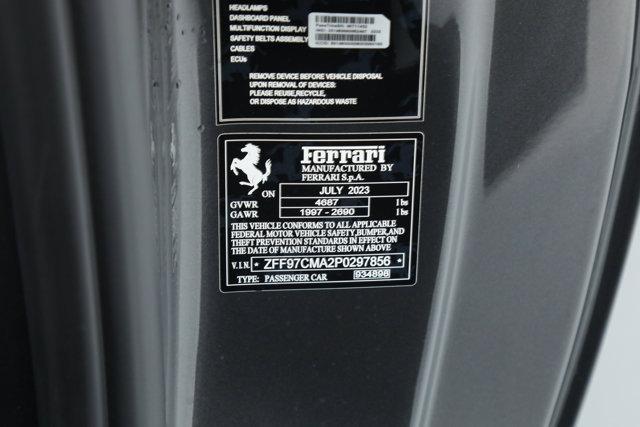 HEADLAMPS
DASHBOARD PANEL
MULTIFUNCTION DISPLAY
SAFETY BELTS ASSEMBLY
CABLES
ECUs
REMOVE DEVICE BEFORE VEHICLE DISPOSAL
UPON REMOVAL OF DEVICES:
PLEASE REUSE,RECYCLE,
OR DISPOSE AS HAZARDOUS WASTE
Ferrari
MANUFACTURED BY
FERRARI S.p.A.
ON JULY 2023
GVWR 4687 lbs
GAWR 1997 - 2690 lbs
THIS VEHICLE CONFORMS TO ALL APPLICABLE
FEDERAL MOTOR VEHICLE SAFETY,BUMPER,AND
THEFT PREVENTION STANDARDS IN EFFECT ON
THE DATE OF MANUFACTURE SHOWN ABOVE
V.I.N. * ZFF97CMA2P0297856 *
TYPE: PASSENGER CAR 934898